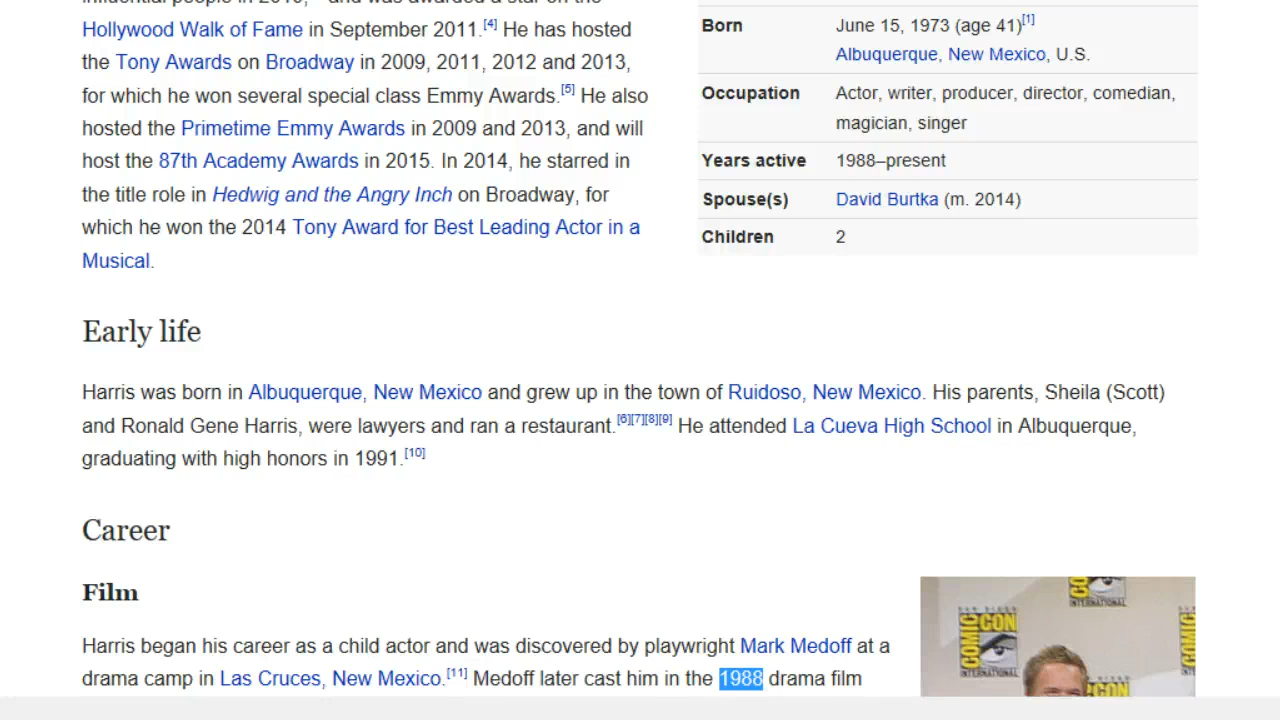 Hollywood Walk of Fame in September 2011.[4] He has hosted
the Tony Awards on Broadway in 2009, 2011, 2012 and 2013,
for which he won several special class Emmy Awards.[5] He also
hosted the Primetime Emmy Awards in 2009 and 2013, and will
host the 87th Academy Awards in 2015. In 2014, he starred in
the title role in Hedwig and the Angry Inch on Broadway, for
which he won the 2014 Tony Award for Best Leading Actor in a
Musical.
Born June 15, 1973 (age 41)[1]
Albuquerque, New Mexico, U.S.
Occupation Actor, writer, producer, director, comedian,
magician, singer
Years active 1988–present
Spouse(s) David Burtka (m. 2014)
Children 2
Early life
Harris was born in Albuquerque, New Mexico and grew up in the town of Ruidoso, New Mexico. His parents, Sheila (Scott)
and Ronald Gene Harris, were lawyers and ran a restaurant.[6][7][8][9] He attended La Cueva High School in Albuquerque,
graduating with high honors in 1991.[10]
Career
Film
Harris began his career as a child actor and was discovered by playwright Mark Medoff at a
drama camp in Las Cruces, New Mexico.[11] Medoff later cast him in the 1988 drama film
COMIC CON
INTERNATIONAL